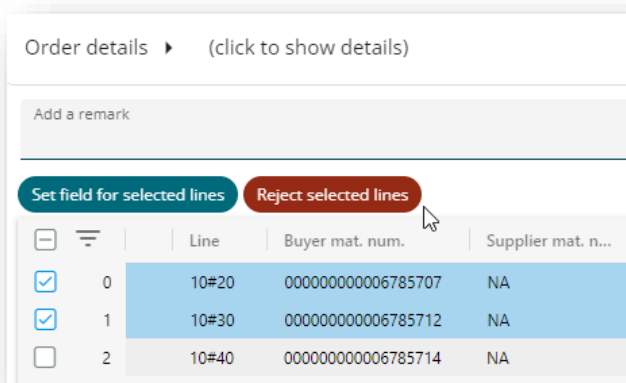 Order details (click to show details)
Add a remark
Set field for selected lines Reject selected lines
Line Buyer mat. num. Supplier mat. n...
0 10#20 000000000006785707 NA
1 10#30 000000000006785712 NA
2 10#40 000000000006785714 NA